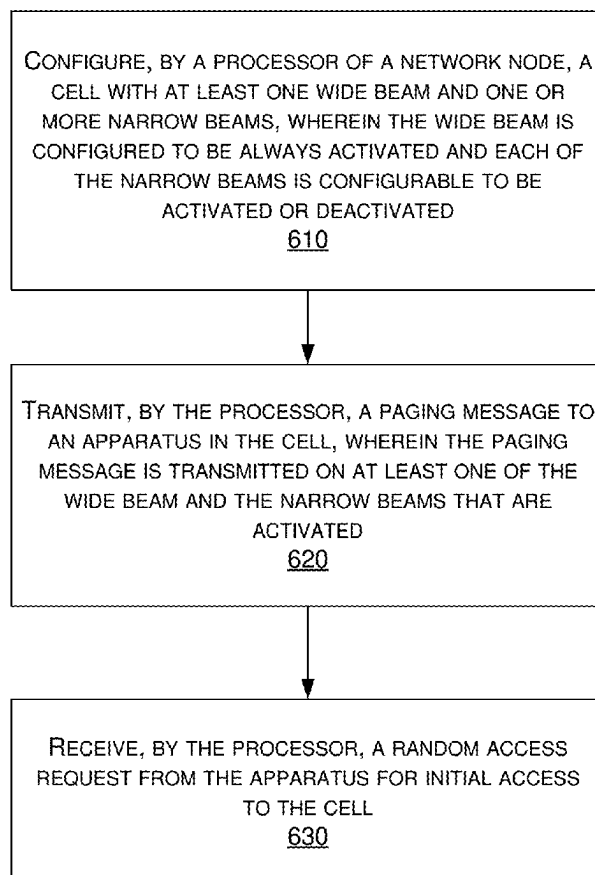 CONFIGURE, BY A PROCESSOR OF A NETWORK NODE, A
CELL WITH AT LEAST ONE WIDE BEAM AND ONE OR
MORE NARROW BEAMS, WHEREIN THE WIDE BEAM IS
CONFIGURED TO BE ALWAYS ACTIVATED AND EACH OF
THE NARROW BEAMS IS CONFIGURABLE TO BE
ACTIVATED OR DEACTIVATED
610
TRANSMIT, BY THE PROCESSOR, A PAGING MESSAGE TO
AN APPARATUS IN THE CELL, WHEREIN THE PAGING
MESSAGE IS TRANSMITTED ON AT LEAST ONE OF THE
WIDE BEAM AND THE NARROW BEAMS THAT ARE
ACTIVATED
620
RECEIVE, BY THE PROCESSOR, A RANDOM ACCESS
REQUEST FROM THE APPARATUS FOR INITIAL ACCESS
TO THE CELL
630